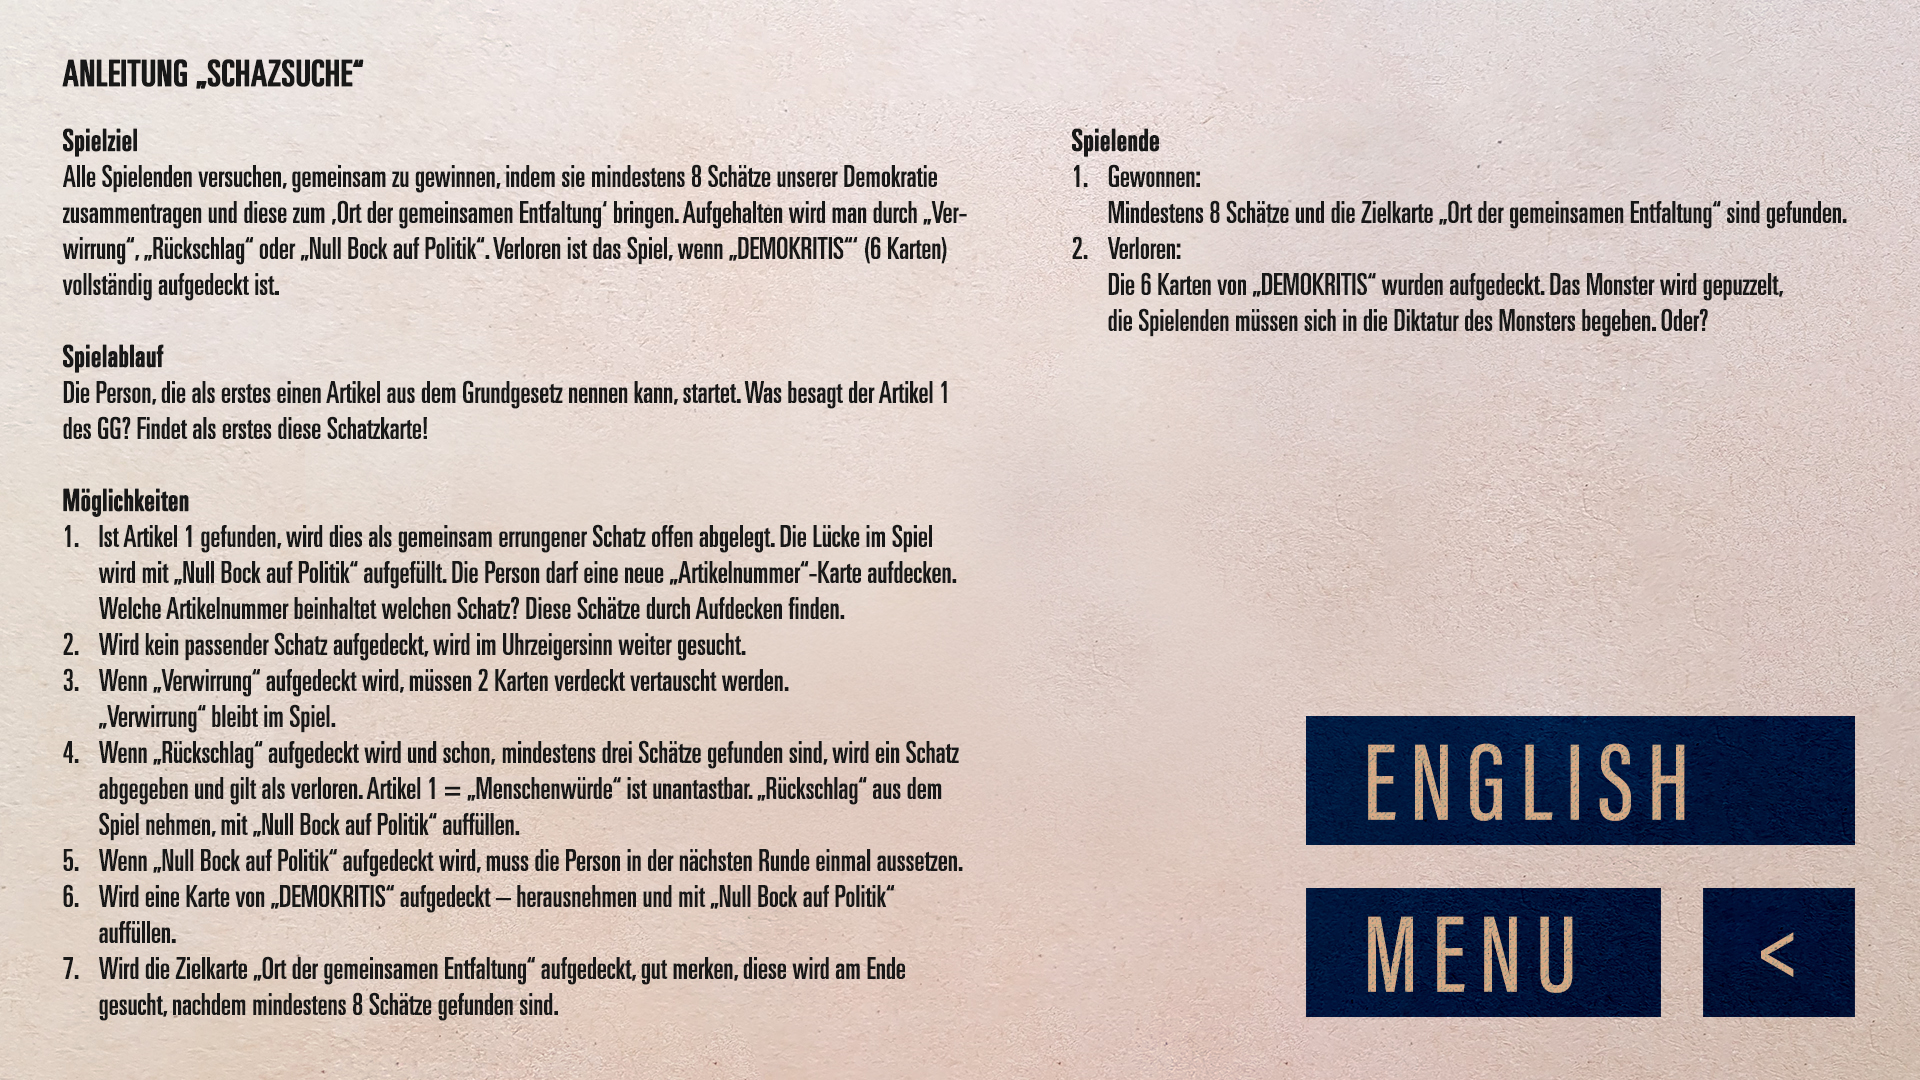 ANLEITUNG „SCHAZSUCHE“
Spielziel
Alle Spielenden versuchen, gemeinsam zu gewinnen, indem sie mindestens 8 Schätze unserer Demokratie
zusammentragen und diese zum ‚Ort der gemeinsamen Entfaltung‘ bringen. Aufgehalten wird man durch „Ver-
wirrung“, „Rückschlag“ oder „Null Bock auf Politik“. Verloren ist das Spiel, wenn „DEMOKRITIS“‘ (6 Karten)
vollständig aufgedeckt ist.
Spielablauf
Die Person, die als erstes einen Artikel aus dem Grundgesetz nennen kann, startet. Was besagt der Artikel 1
des GG? Findet als erstes diese Schatzkarte!
Möglichkeiten
1. Ist Artikel 1 gefunden, wird dies als gemeinsam errungener Schatz offen abgelegt. Die Lücke im Spiel
wird mit „Null Bock auf Politik“ aufgefüllt. Die Person darf eine neue „Artikelnummer“-Karte aufdecken.
Welche Artikelnummer beinhaltet welchen Schatz? Diese Schätze durch Aufdecken finden.
2. Wird kein passender Schatz aufgedeckt, wird im Uhrzeigersinn weiter gesucht.
3. Wenn „Verwirrung“ aufgedeckt wird, müssen 2 Karten verdeckt vertauscht werden.
„Verwirrung“ bleibt im Spiel.
4. Wenn „Rückschlag“ aufgedeckt wird und schon, mindestens drei Schätze gefunden sind, wird ein Schatz
abgegeben und gilt als verloren. Artikel 1 = „Menschenwürde“ ist unantastbar. „Rückschlag“ aus dem
Spiel nehmen, mit „Null Bock auf Politik“ auffüllen.
5. Wenn „Null Bock auf Politik“ aufgedeckt wird, muss die Person in der nächsten Runde einmal aussetzen.
6. Wird eine Karte von „DEMOKRITIS“ aufgedeckt – herausnehmen und mit „Null Bock auf Politik“
auffüllen.
7. Wird die Zielkarte „Ort der gemeinsamen Entfaltung“ aufgedeckt, gut merken, diese wird am Ende
gesucht, nachdem mindestens 8 Schätze gefunden sind.
Spielende
1. Gewonnen:
Mindestens 8 Schätze und die Zielkarte „Ort der gemeinsamen Entfaltung“ sind gefunden.
2. Verloren:
Die 6 Karten von „DEMOKRITIS“ wurden aufgedeckt. Das Monster wird gepuzzelt,
die Spielenden müssen sich in die Diktatur des Monsters begeben. Oder?
ENGLISH
MENU
<